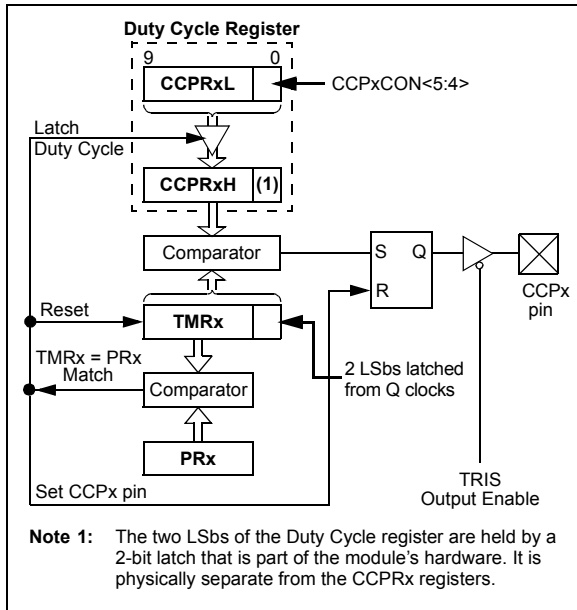 Duty Cycle Register
9 0
CCPRxL
CCPxCON<5:4>
Latch
Duty Cycle
CCPRxH (1)
Comparator
S Q
R
CCPx
pin
Reset
TMRx
TMRx = PRx
Match
2 LSbs latched
from Q clocks
Comparator
PRx
Set CCPx pin
TRIS
Output Enable
Note 1: The two LSbs of the Duty Cycle register are held by a
2-bit latch that is part of the module's hardware. It is
physically separate from the CCPRx registers.